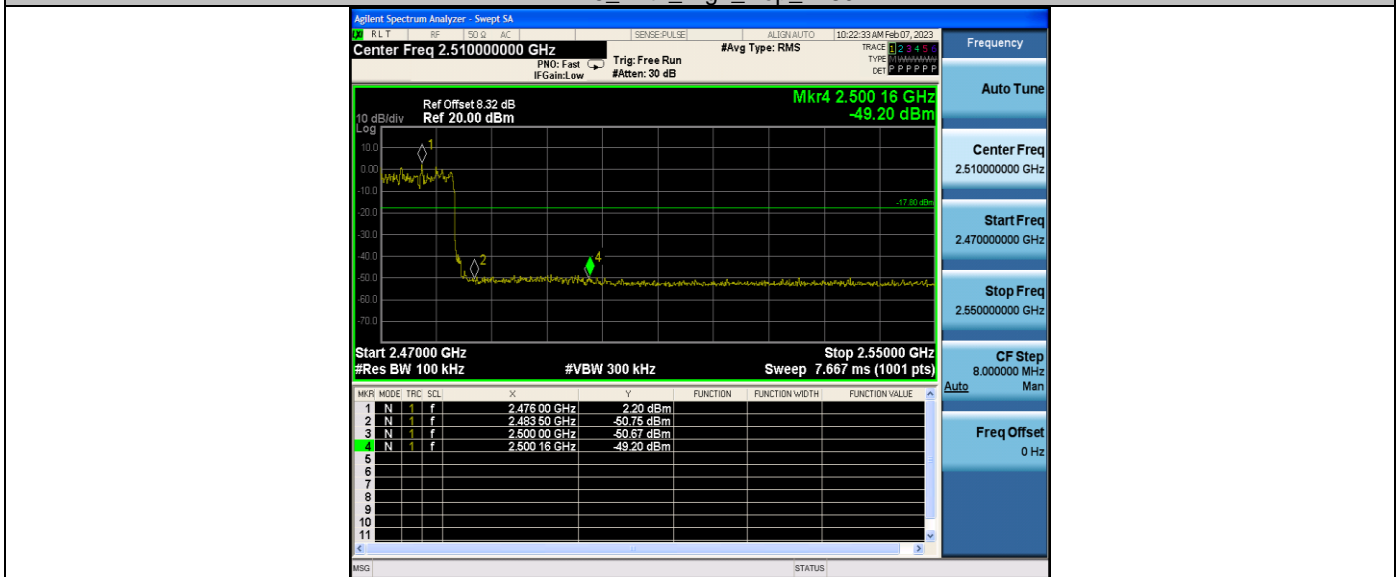 Agilent Spectrum Analyzer - Swept SA
RLT RF 50 Ω AC SENSE:PULSE ALIGNAUTO 10:22:33 AM Feb 07, 2023
Center Freq 2.510000000 GHz #Avg Type: RMS TRACE 1 2 3 4 5 6
PNO: Fast Trig: Free Run TYPE M
IFGain:Low #Atten: 30 dB DET P P P P P P
Frequency
Auto Tune
Center Freq
2.510000000 GHz
Start Freq
2.470000000 GHz
Stop Freq
2.550000000 GHz
CF Step
8.000000 MHz
Auto Man
Freq Offset
0 Hz
Mkr4 2.500 16 GHz
-49.20 dBm
Ref Offset 8.32 dB
10 dB/div Ref 20.00 dBm
Log
10.0
0.00
-10.0
-20.0
-30.0
-40.0
-50.0
-60.0
-70.0
1
2
4
-17.80 dBm
Start 2.47000 GHz Stop 2.55000 GHz
#Res BW 100 kHz #VBW 300 kHz Sweep 7.667 ms (1001 pts)
MKR MODE TRC SCL X Y FUNCTION FUNCTION WIDTH FUNCTION VALUE
1 N 1 f 2.476 00 GHz 2.20 dBm
2 N 1 f 2.483 50 GHz -50.75 dBm
3 N 1 f 2.500 00 GHz -50.67 dBm
4 N 1 f 2.500 16 GHz -49.20 dBm
5
6
7
8
9
10
11
MSG STATUS